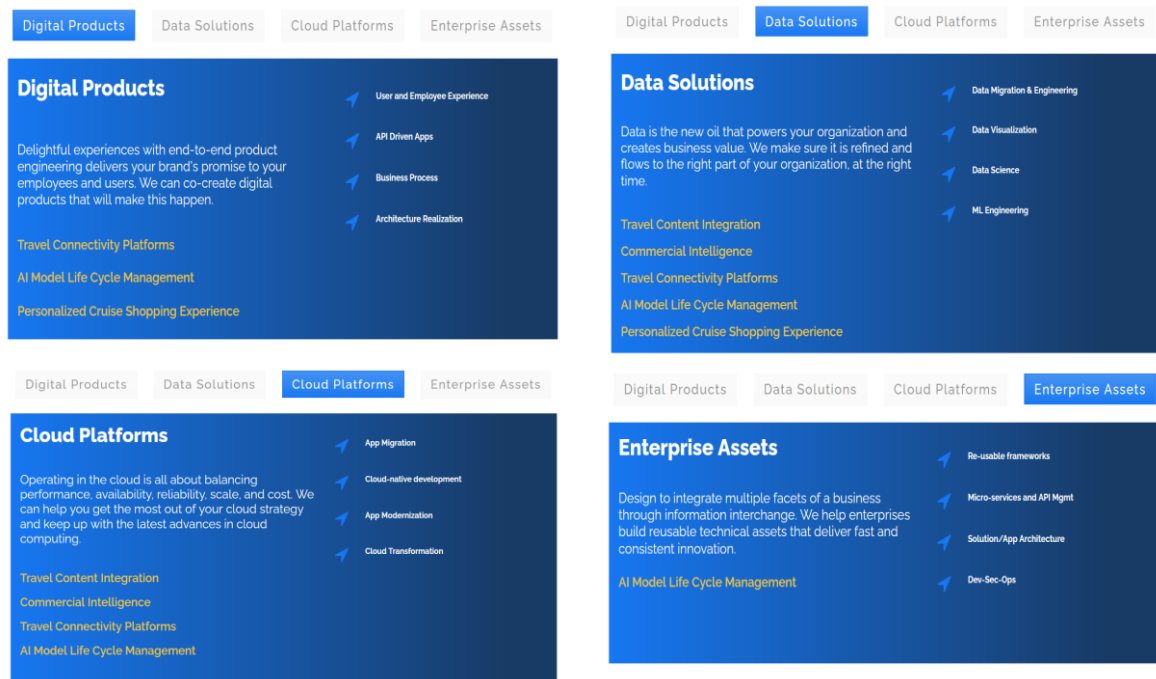 Digital Products
Data Solutions
Cloud Platforms
Enterprise Assets
Digital Products
Delightful experiences with end-to-end product
engineering delivers your brand's promise to your
employees and users. We can co-create digital
products that will make this happen.
Travel Connectivity Platforms
AI Model Life Cycle Management
Personalized Cruise Shopping Experience
User and Employee Experience
API Driven Apps
Business Process
Architecture Realization
Digital Products
Data Solutions
Cloud Platforms
Enterprise Assets
Data Solutions
Data is the new oil that powers your organization and
creates business value. We make sure it is refined and
flows to the right part of your organization, at the right
time.
Travel Content Integration
Commercial Intelligence
Travel Connectivity Platforms
AI Model Life Cycle Management
Personalized Cruise Shopping Experience
Data Migration & Engineering
Data Visualization
Data Science
ML Engineering
Digital Products
Data Solutions
Cloud Platforms
Enterprise Assets
Cloud Platforms
Operating in the cloud is all about balancing
performance, availability, reliability, scale, and cost. We
can help you get the most out of your cloud strategy
and keep up with the latest advances in cloud
computing.
Travel Content Integration
Commercial Intelligence
Travel Connectivity Platforms
AI Model Life Cycle Management
App Migration
Cloud-native development
App Modernization
Cloud Transformation
Digital Products
Data Solutions
Cloud Platforms
Enterprise Assets
Enterprise Assets
Design to integrate multiple facets of a business
through information interchange. We help enterprises
build reusable technical assets that deliver fast and
consistent innovation.
AI Model Life Cycle Management
Re-usable frameworks
Micro-services and API Mgmt
Solution/App Architecture
Dev-Sec-Ops